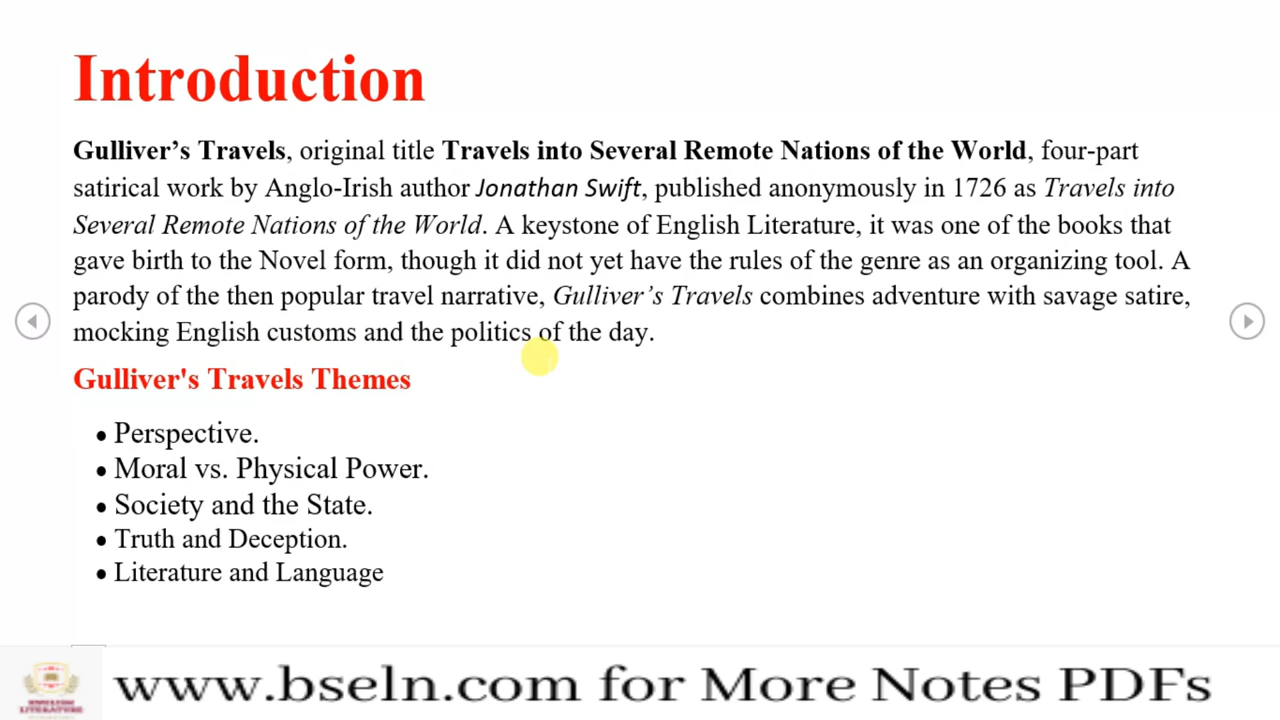 Introduction
Gulliver’s Travels, original title Travels into Several Remote Nations of the World, four-part
satirical work by Anglo-Irish author Jonathan Swift, published anonymously in 1726 as Travels into
Several Remote Nations of the World. A keystone of English Literature, it was one of the books that
gave birth to the Novel form, though it did not yet have the rules of the genre as an organizing tool. A
parody of the then popular travel narrative, Gulliver’s Travels combines adventure with savage satire,
mocking English customs and the politics of the day.
Gulliver's Travels Themes
• Perspective.
• Moral vs. Physical Power.
• Society and the State.
• Truth and Deception.
• Literature and Language
www.bseln.com for More Notes PDFs